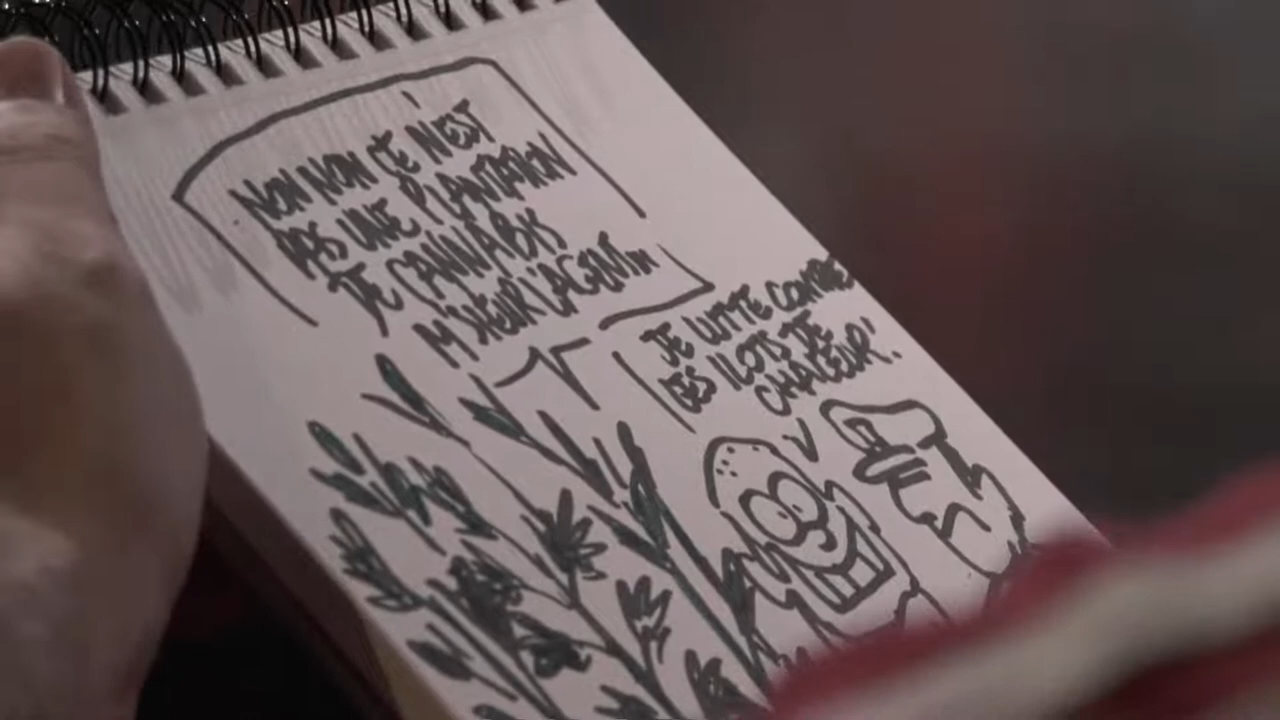 NON NON CE N'EST
PAS UNE PLANTATION
DE CANNABIS
M'SIEUR L'AGENT...
JE LUTTE CONTRE
LES ILOTS DE
CHALEUR!